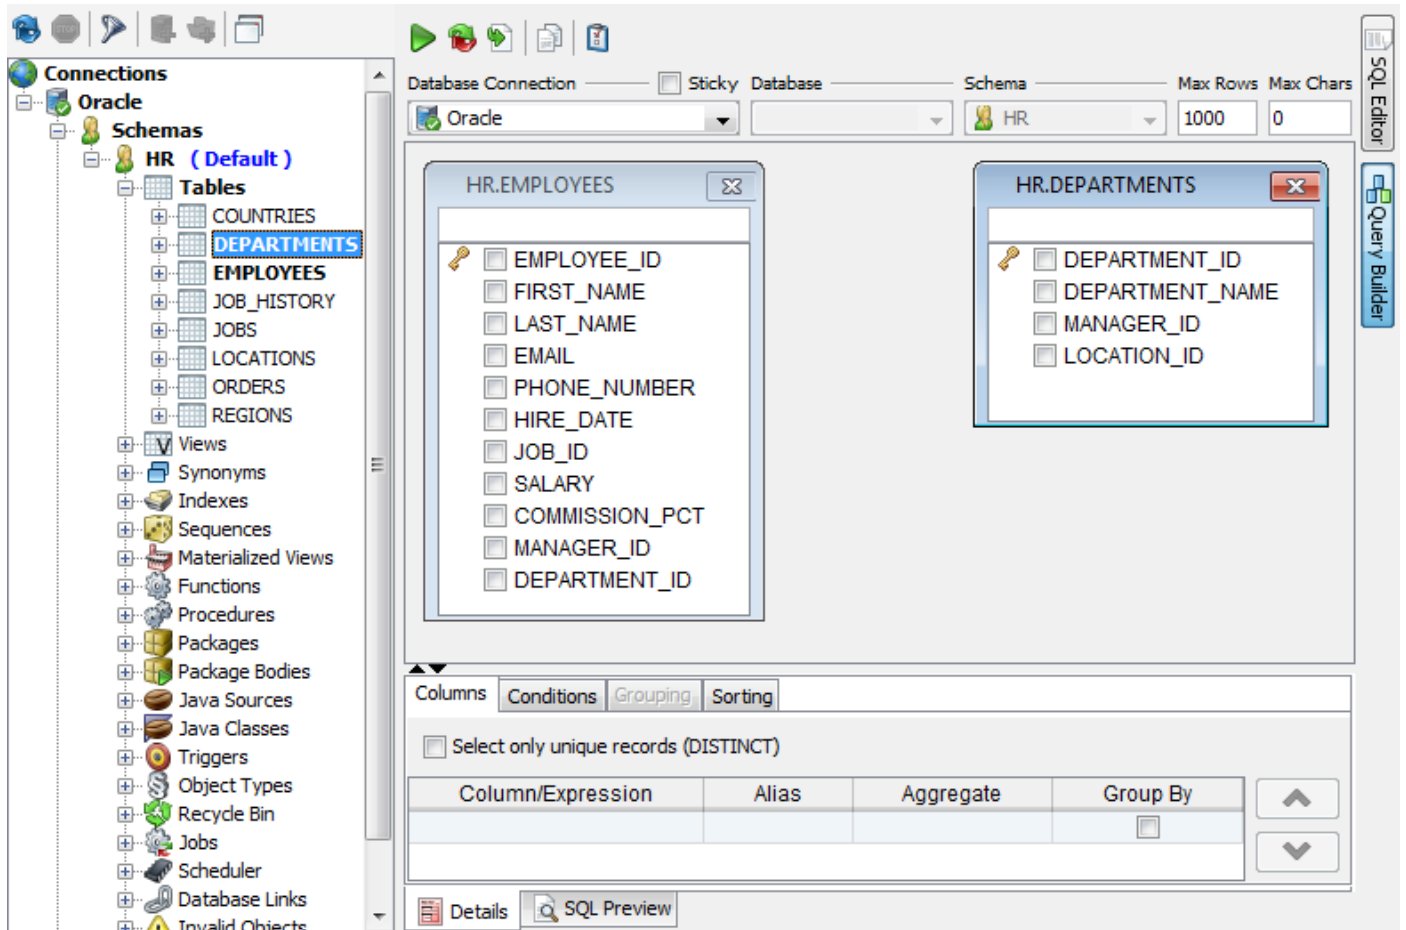 STOP
Connections
Oracle
Schemas
HR ( Default )
Tables
COUNTRIES
DEPARTMENTS
EMPLOYEES
JOB_HISTORY
JOBS
LOCATIONS
ORDERS
REGIONS
V Views
Synonyms
Indexes
Sequences
Materialized Views
Functions
Procedures
Packages
Package Bodies
Java Sources
Java Classes
Triggers
Object Types
Recycle Bin
Jobs
Scheduler
Database Links
Invalid Objects
Database Connection Sticky Database Schema Max Rows Max Chars
Oracle HR 1000 0
HR.EMPLOYEES
EMPLOYEE_ID
FIRST_NAME
LAST_NAME
EMAIL
PHONE_NUMBER
HIRE_DATE
JOB_ID
SALARY
COMMISSION_PCT
MANAGER_ID
DEPARTMENT_ID
HR.DEPARTMENTS
DEPARTMENT_ID
DEPARTMENT_NAME
MANAGER_ID
LOCATION_ID
Columns Conditions Grouping Sorting
Select only unique records (DISTINCT)
Column/Expression Alias Aggregate Group By
Details SQL Preview
SQL Editor
Query Builder